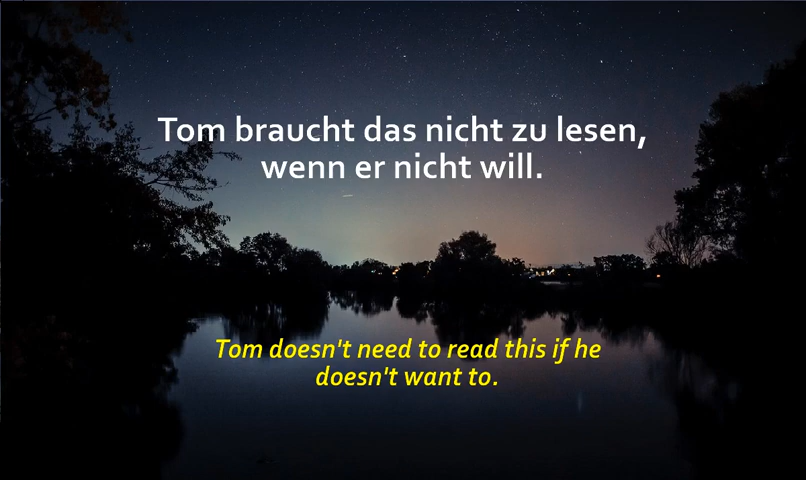 Tom braucht das nicht zu lesen,
wenn er nicht will.
Tom doesn't need to read this if he
doesn't want to.